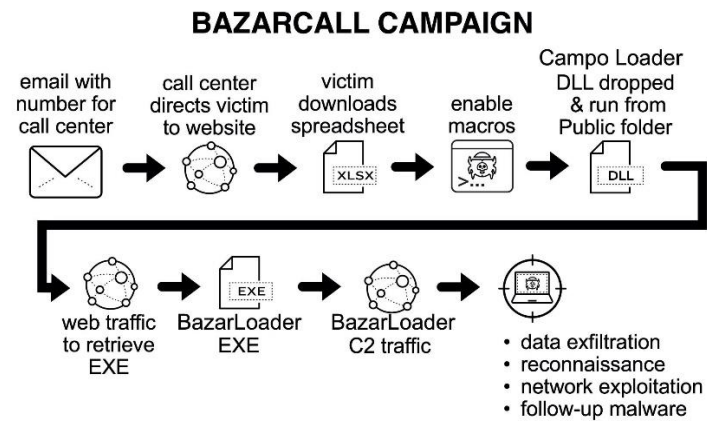 BAZARCALL CAMPAIGN
email with
number for
call center
call center
directs victim
to website
victim
downloads
spreadsheet
enable
macros
Campo Loader
DLL dropped
& run from
Public folder
XLSX
>...
DLL
EXE
web traffic
to retrieve
EXE
BazarLoader
EXE
BazarLoader
C2 traffic
• data exfiltration
• reconnaissance
• network exploitation
• follow-up malware